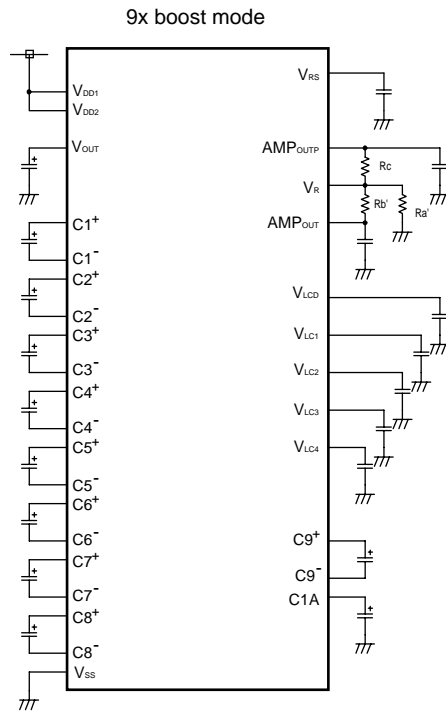 9x boost mode
VDD1
VDD2
VOUT
C1+
C1-
C2+
C2-
C3+
C3-
C4+
C4-
C5+
C5-
C6+
C6-
C7+
C7-
C8+
C8-
VSS
VRS
AMPOUTP
Rc
VR
Rb'
Ra'
AMPOUT
VLCD
VLC1
VLC2
VLC3
VLC4
C9+
C9-
C1A